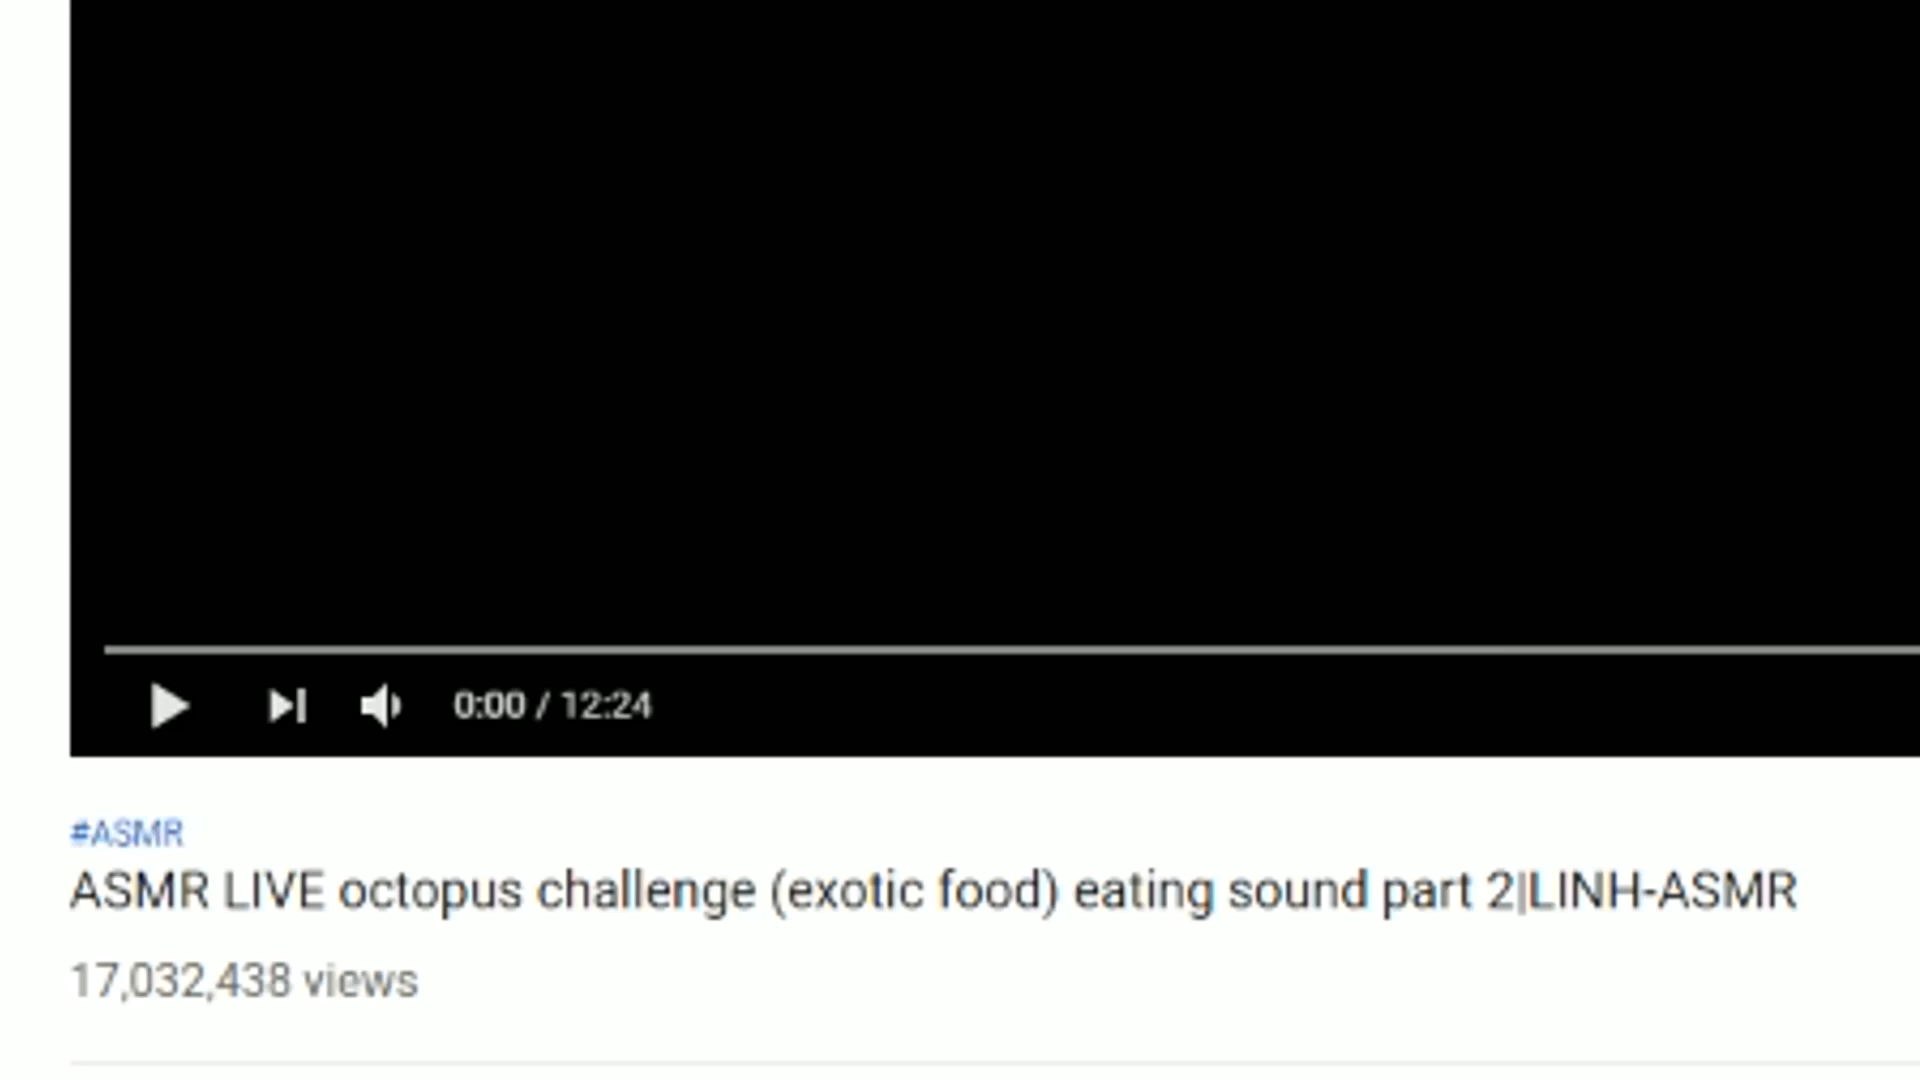 0:00 / 12:24
#ASMR
ASMR LIVE octopus challenge (exotic food) eating sound part 2|LINH-ASMR
17,032,438 views